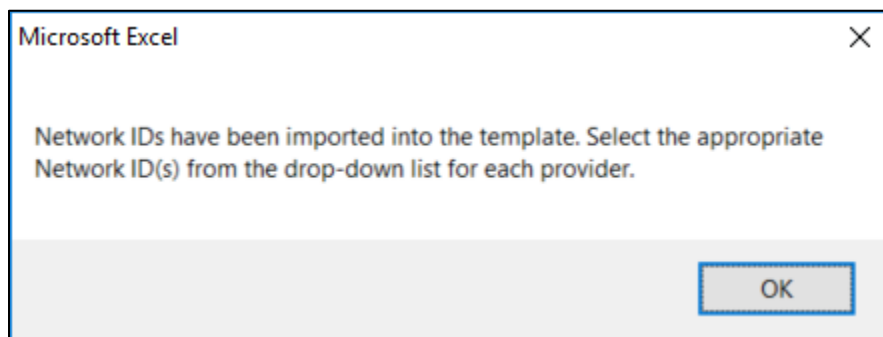 Microsoft Excel
Network IDs have been imported into the template. Select the appropriate
Network ID(s) from the drop-down list for each provider.
OK